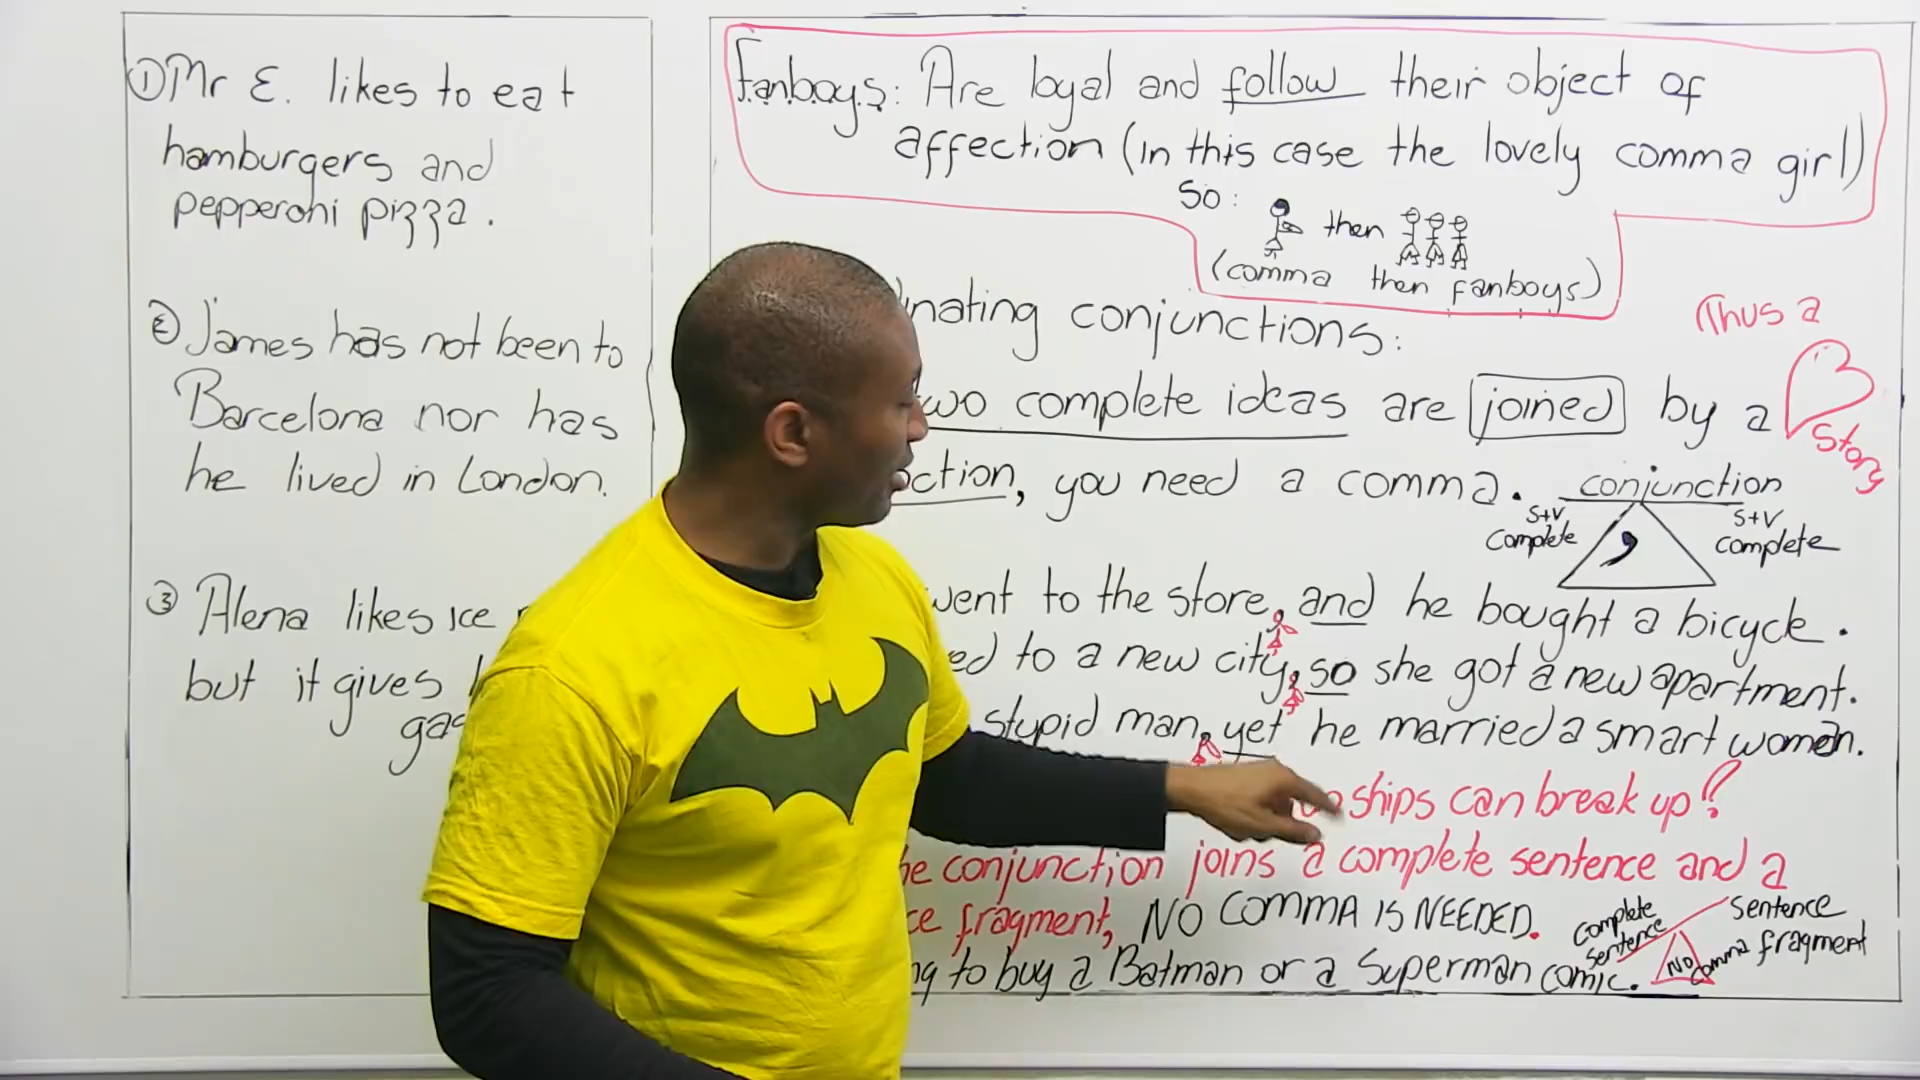 ① Mr E. likes to eat
hamburgers and
pepperoni pizza.
② James has not been to
Barcelona nor has
he lived in London.
③ Alena likes ice
but it gives
gas
Fanboys: Are loyal and follow their object of
affection (in this case the lovely comma girl)
So: then
(comma then fanboys)
nating conjunctions:
Thus a
story
two complete ideas are joined by a
ction, you need a comma.
conjunction
S+V complete , S+V complete
went to the store, and he bought a bicycle.
ed to a new city, so she got a new apartment.
stupid man, yet he married a smart woman.
ships can break up?
he conjunction joins a complete sentence and a
ce fragment, NO COMMA IS NEEDED.
complete sentence No comma sentence fragment
ng to buy a Batman or a Superman comic.